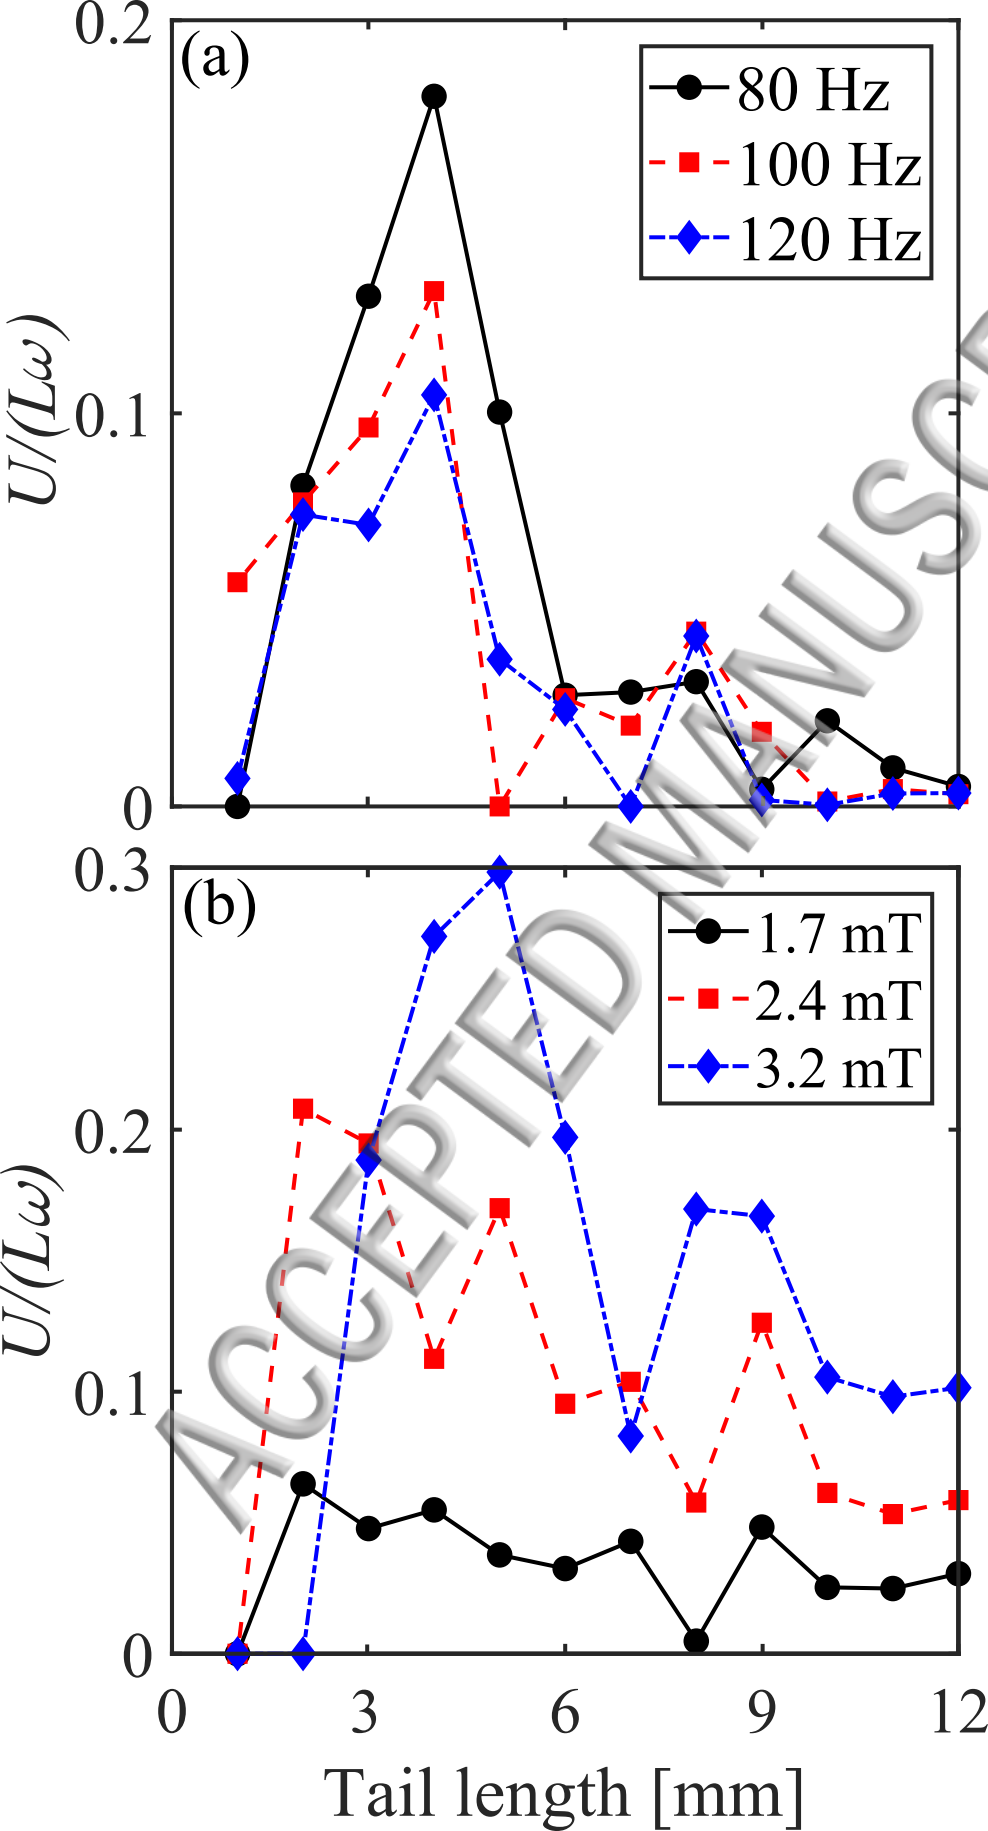 0.2
(a)
80 Hz
100 Hz
120 Hz
U/(Lω)
0.1
0
0.3
(b)
1.7 mT
2.4 mT
3.2 mT
U/(Lω)
0.2
0.1
0
0 3 6 9 12
Tail length [mm]
ACCEPTED MANUSC